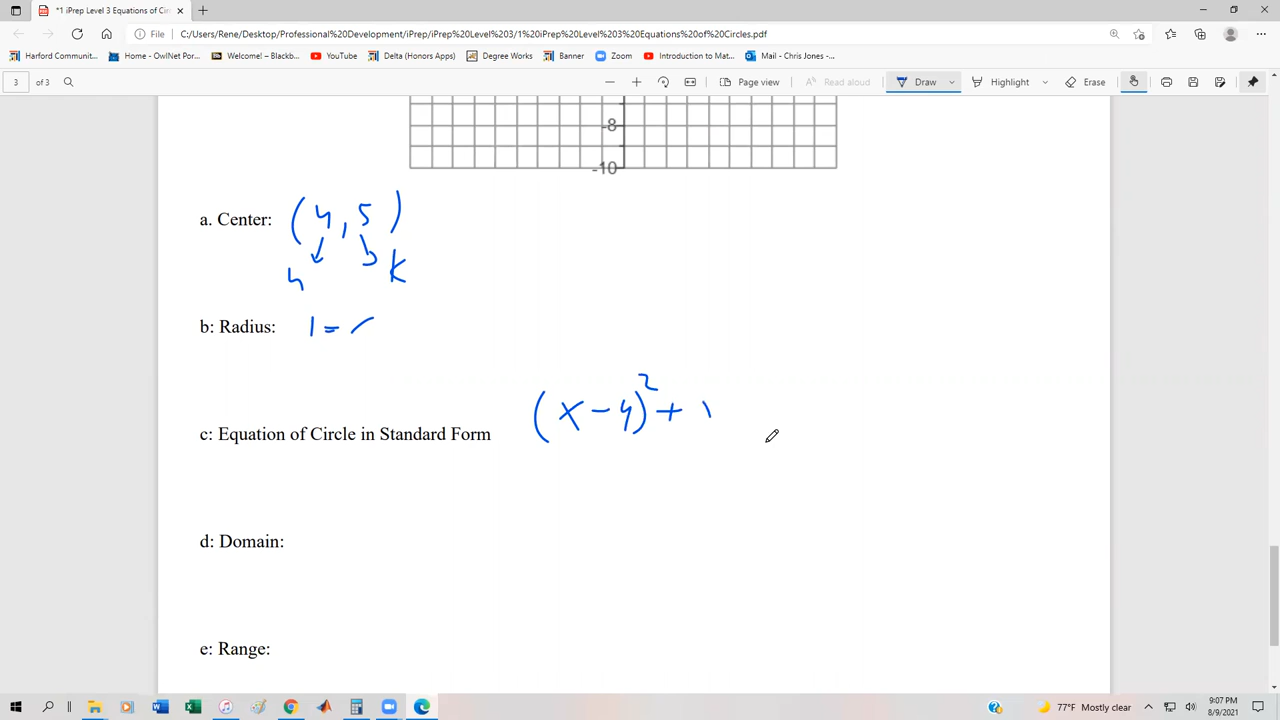 *1 iPrep Level 3 Equations of Cir
File C:/Users/Rene/Desktop/Professional%20Development/iPrep/iPrep%20Level%203/1%20iPrep%20Level%203%20Equations%20of%20Circles.pdf
Harford Communit... Home - OwlNet Por... Welcome! – Blackb... YouTube Delta (Honors Apps) Degree Works Banner Zoom Introduction to Mat... Mail - Chris Jones -...
3 of 3 Page view Read aloud Draw Highlight Erase
-8
-10
a. Center: (4, 5)
h k
b: Radius: 1 = r
(x - 4)² +
c: Equation of Circle in Standard Form
d: Domain:
e: Range:
77°F Mostly clear 9:07 PM
8/9/2021